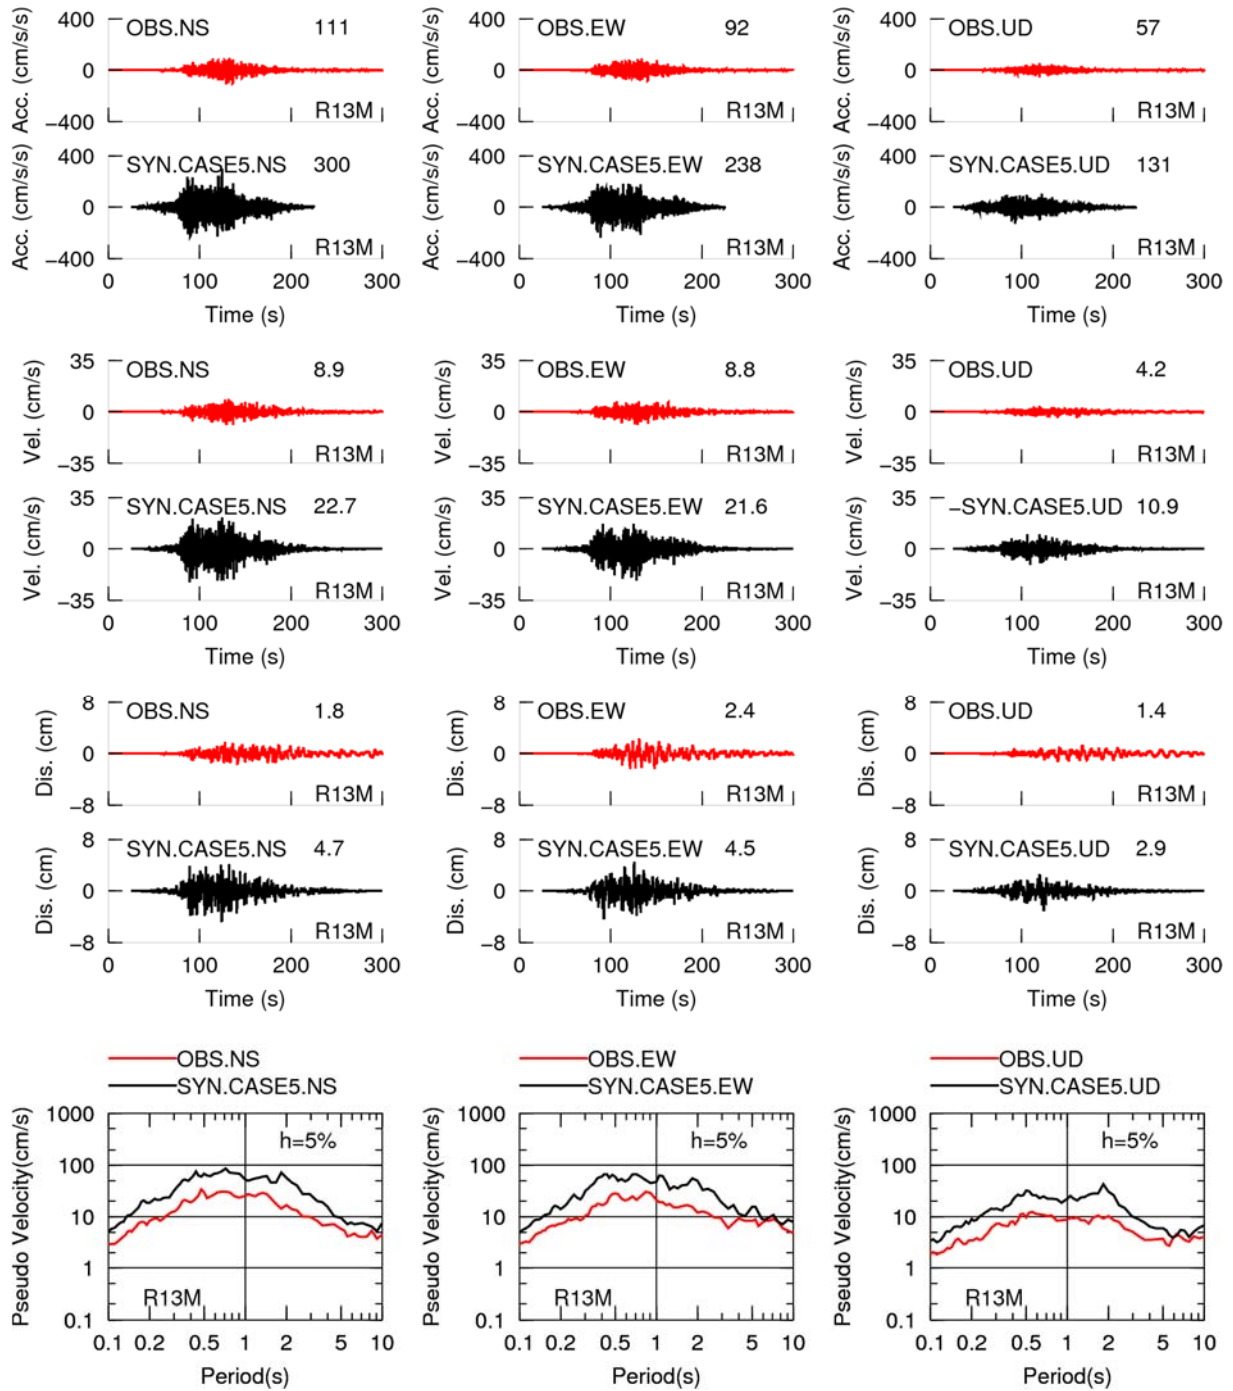 400 OBS.NS 111
Acc. (cm/s/s) 0
−400 R13M
400 OBS.EW 92
Acc. (cm/s/s) 0
−400 R13M
400 OBS.UD 57
Acc. (cm/s/s) 0
−400 R13M
400 SYN.CASE5.NS 300
Acc. (cm/s/s) 0
−400 R13M
0 100 200 300
Time (s)
400 SYN.CASE5.EW 238
Acc. (cm/s/s) 0
−400 R13M
0 100 200 300
Time (s)
400 SYN.CASE5.UD 131
Acc. (cm/s/s) 0
−400 R13M
0 100 200 300
Time (s)
35 OBS.NS 8.9
Vel. (cm/s) 0
−35 R13M
35 OBS.EW 8.8
Vel. (cm/s) 0
−35 R13M
35 OBS.UD 4.2
Vel. (cm/s) 0
−35 R13M
35 SYN.CASE5.NS 22.7
Vel. (cm/s) 0
−35 R13M
0 100 200 300
Time (s)
35 SYN.CASE5.EW 21.6
Vel. (cm/s) 0
−35 R13M
0 100 200 300
Time (s)
35 −SYN.CASE5.UD 10.9
Vel. (cm/s) 0
−35 R13M
0 100 200 300
Time (s)
8 OBS.NS 1.8
Dis. (cm) 0
−8 R13M
8 OBS.EW 2.4
Dis. (cm) 0
−8 R13M
8 OBS.UD 1.4
Dis. (cm) 0
−8 R13M
8 SYN.CASE5.NS 4.7
Dis. (cm) 0
−8 R13M
0 100 200 300
Time (s)
8 SYN.CASE5.EW 4.5
Dis. (cm) 0
−8 R13M
0 100 200 300
Time (s)
8 SYN.CASE5.UD 2.9
Dis. (cm) 0
−8 R13M
0 100 200 300
Time (s)
OBS.NS
SYN.CASE5.NS
Pseudo Velocity(cm/s)
1000
h=5%
100
10
1
R13M
0.1
0.1 0.2 0.5 1 2 5 10
Period(s)
OBS.EW
SYN.CASE5.EW
Pseudo Velocity(cm/s)
1000
h=5%
100
10
1
R13M
0.1
0.1 0.2 0.5 1 2 5 10
Period(s)
OBS.UD
SYN.CASE5.UD
Pseudo Velocity(cm/s)
1000
h=5%
100
10
1
R13M
0.1
0.1 0.2 0.5 1 2 5 10
Period(s)